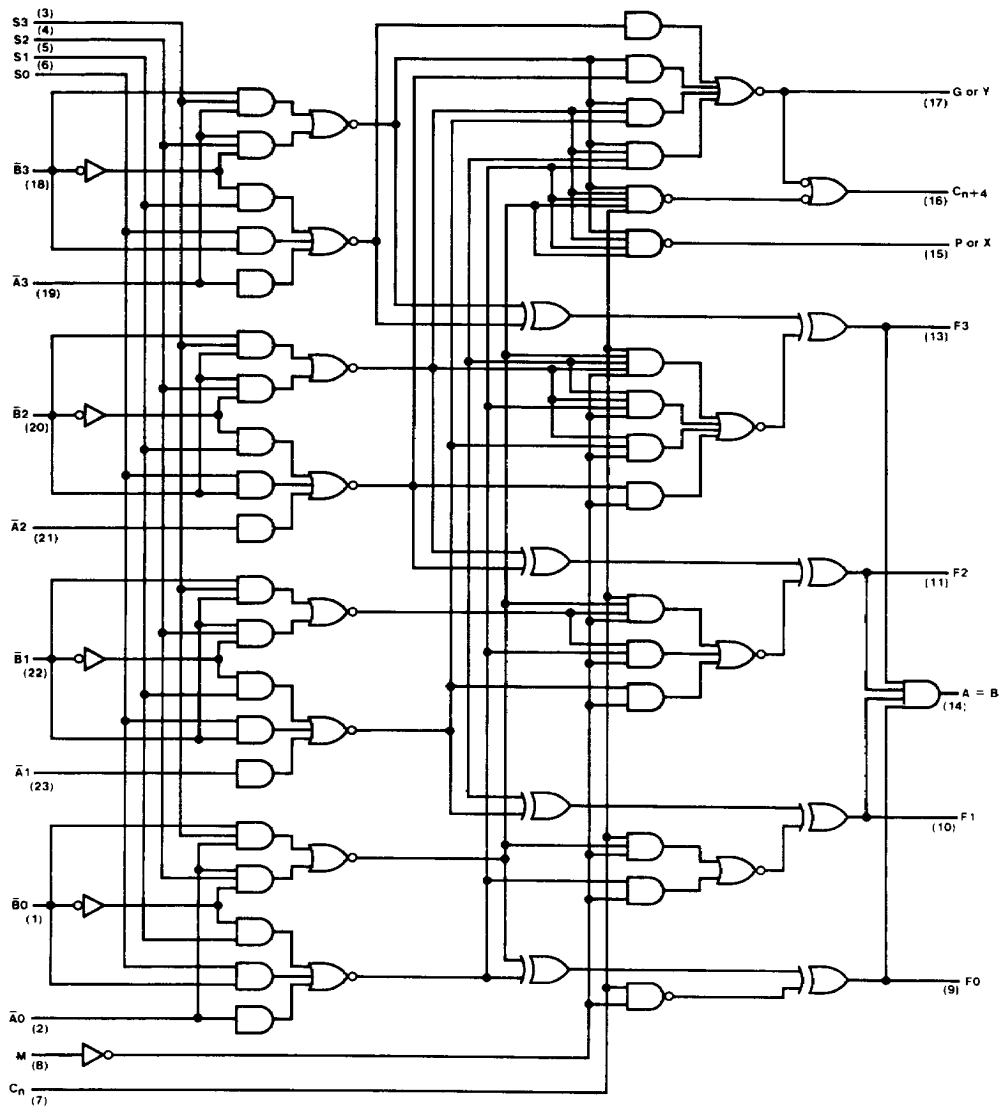 S3 (3)
S2 (4)
S1 (5)
S0 (6)
B̄3 (18)
Ā3 (19)
B̄2 (20)
Ā2 (21)
B̄1 (22)
Ā1 (23)
B̄0 (1)
Ā0 (2)
M (8)
Cn (7)
G or Y (17)
Cn+4 (16)
P or X (15)
F3 (13)
F2 (11)
A = B (14)
F1 (10)
F0 (9)